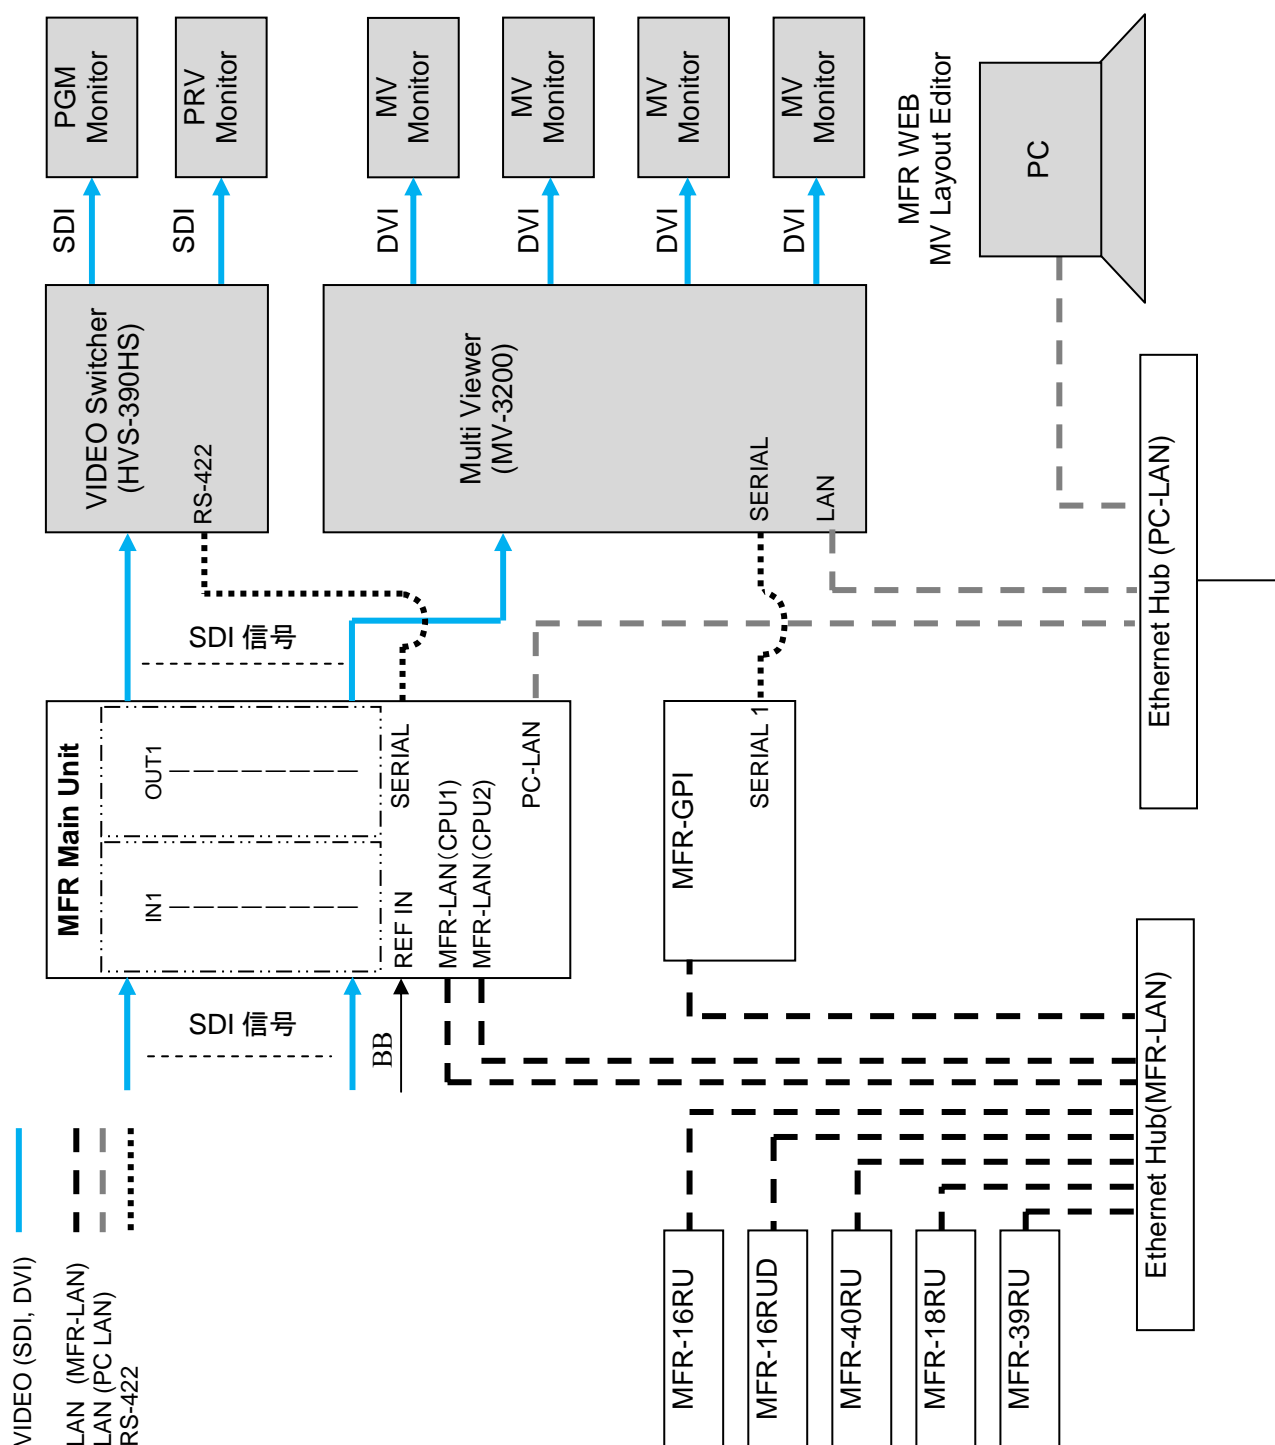 VIDEO (SDI, DVI)
LAN (MFR-LAN)
LAN (PC LAN)
RS-422
SDI 信号
BB
MFR Main Unit
IN1
OUT1
REF IN
SERIAL
MFR-LAN(CPU1)
MFR-LAN(CPU2)
PC-LAN
SDI 信号
VIDEO Switcher
(HVS-390HS)
RS-422
SDI
SDI
PGM
Monitor
PRV
Monitor
Multi Viewer
(MV-3200)
SERIAL
LAN
DVI
DVI
DVI
DVI
MV
Monitor
MV
Monitor
MV
Monitor
MV
Monitor
MFR-GPI
SERIAL 1
MFR WEB
MV Layout Editor
PC
MFR-16RU
MFR-16RUD
MFR-40RU
MFR-18RU
MFR-39RU
Ethernet Hub(MFR-LAN)
Ethernet Hub (PC-LAN)